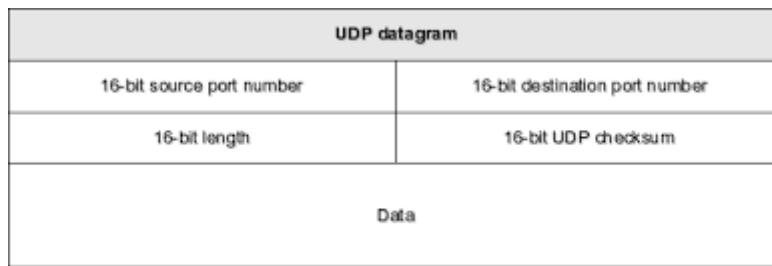 UDP datagram
16-bit source port number
16-bit destination port number
16-bit length
16-bit UDP checksum
Data